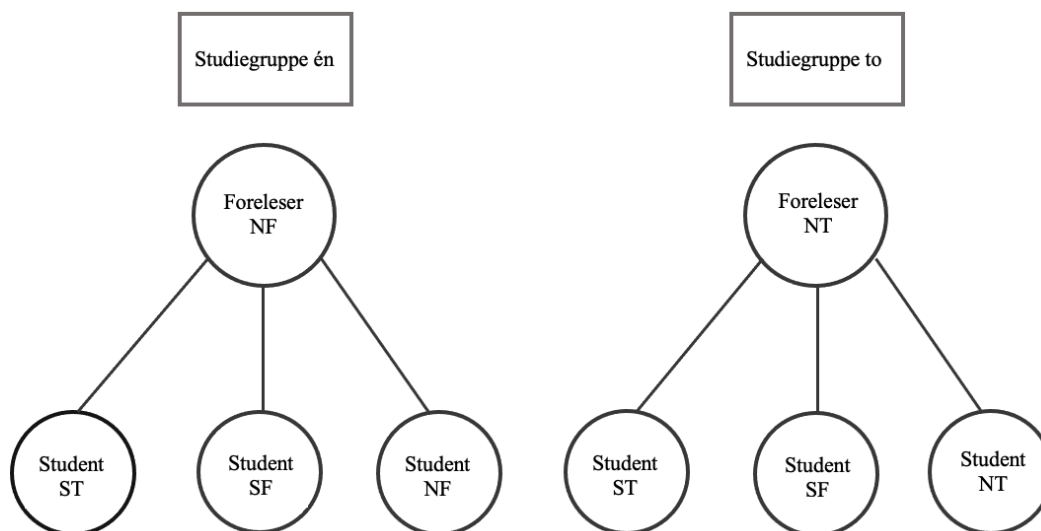 Studiegruppe én
Studiegruppe to
Foreleser
NF
Foreleser
NT
Student
ST
Student
SF
Student
NF
Student
ST
Student
SF
Student
NT